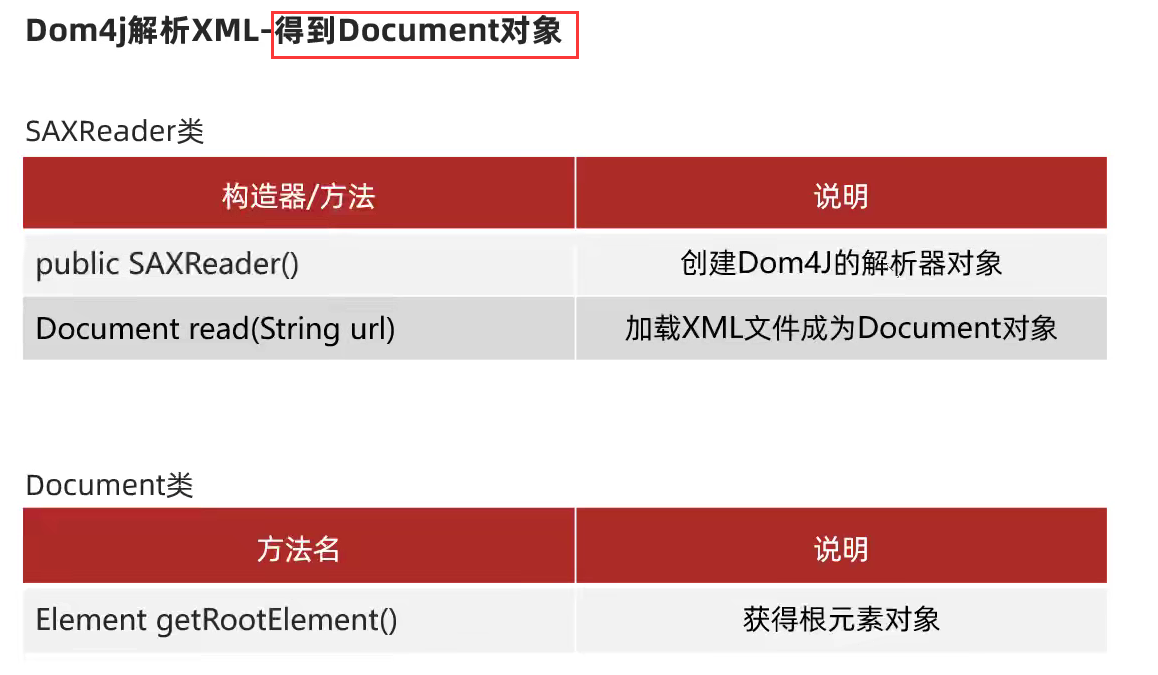 Dom4j解析XML-得到Document对象
SAXReader类
构造器/方法 说明
public SAXReader() 创建Dom4J的解析器对象
Document read(String url) 加载XML文件成为Document对象
Document类
方法名 说明
Element getRootElement() 获得根元素对象